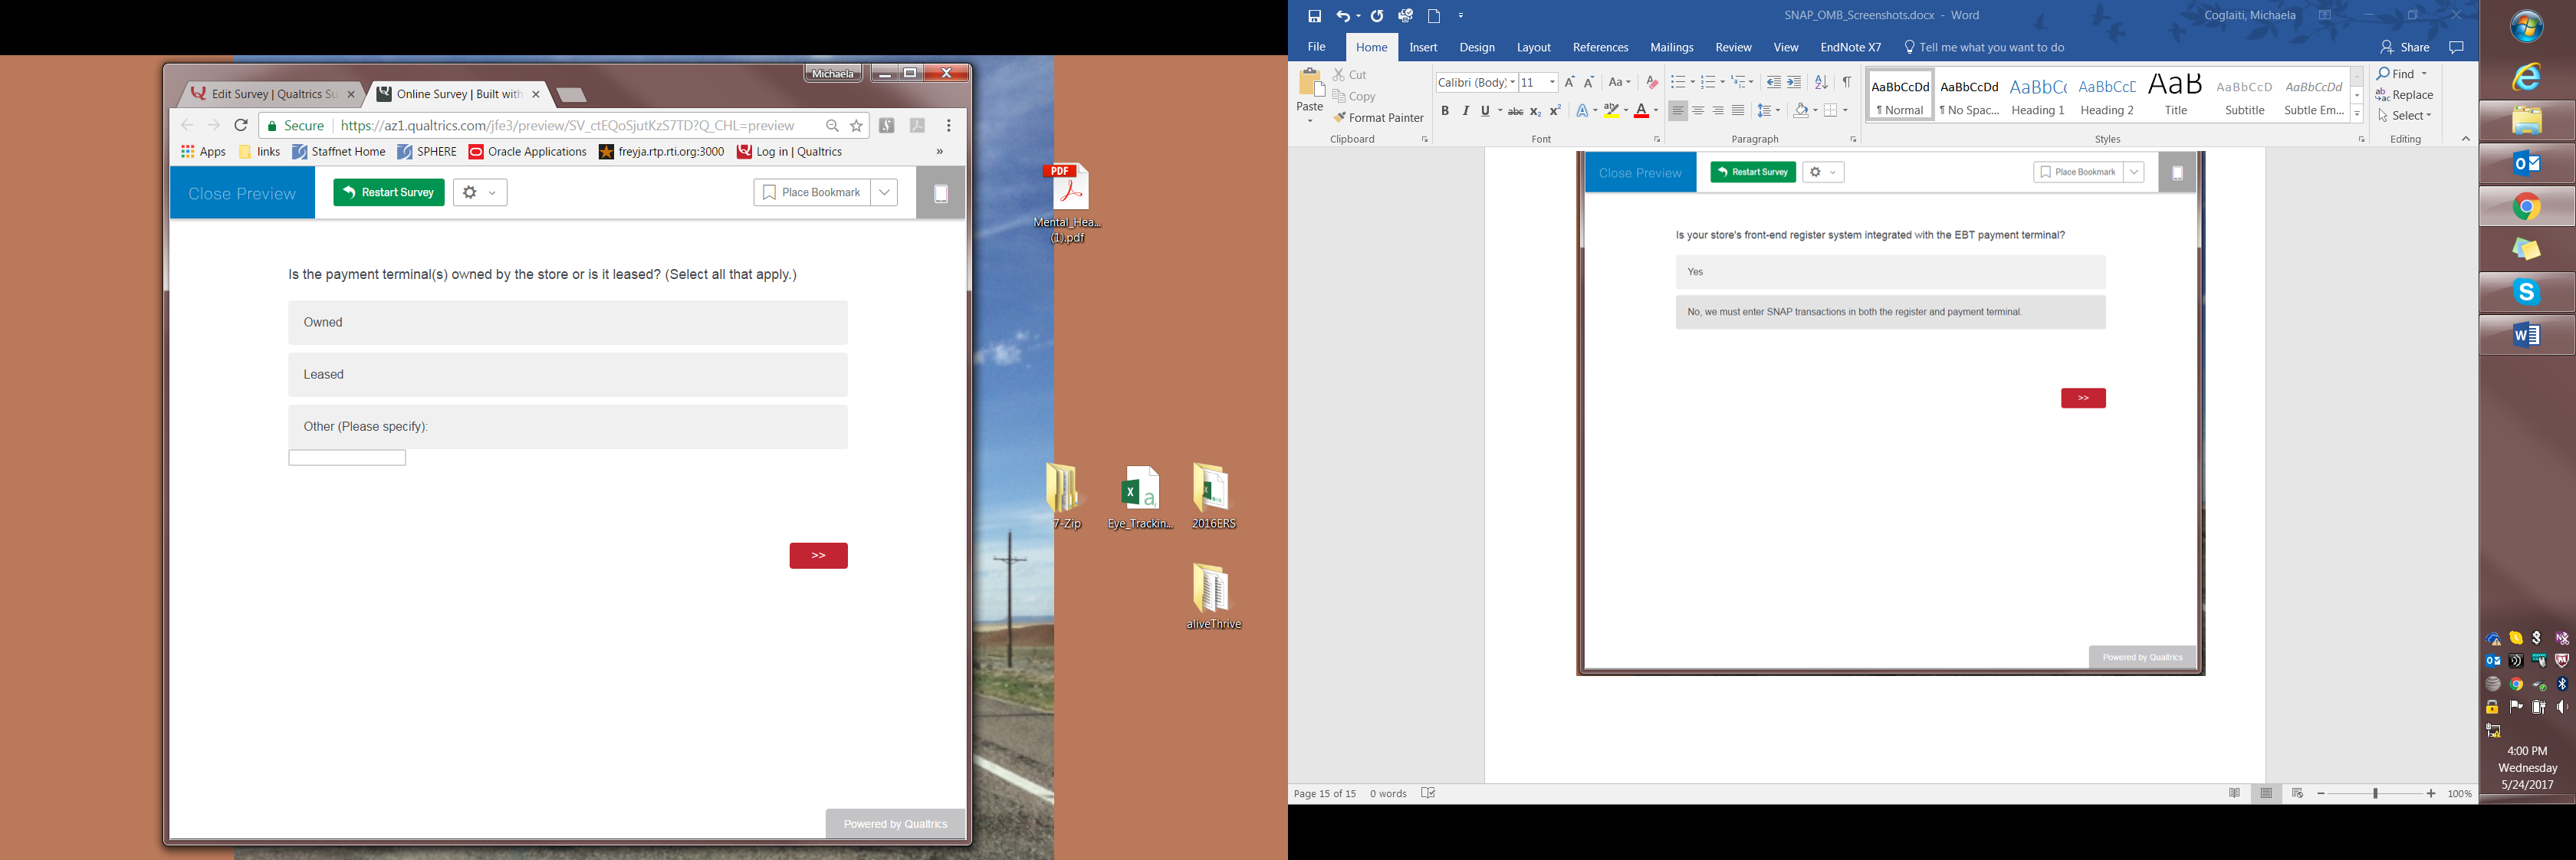 Michaela
Edit Survey | Qualtrics Su
Online Survey | Built with
Secure
https://az1.qualtrics.com/jfe3/preview/SV_ctEQoSjutKzS7TD?Q_CHL=preview
Apps
links
Staffnet Home
SPHERE
Oracle Applications
freyja.rtp.rti.org:3000
Log in | Qualtrics
»
Close Preview
Restart Survey
Place Bookmark
Is the payment terminal(s) owned by the store or is it leased? (Select all that apply.)
Owned
Leased
Other (Please specify):
>>
Powered by Qualtrics
PDF
Mental_Hea...
(1).pdf
7-Zip
Eye_Trackin...
2016ERS
aliveThrive
SNAP_OMB_Screenshots.docx - Word
Coglaiti, Michaela
File
Home
Insert
Design
Layout
References
Mailings
Review
View
EndNote X7
Tell me what you want to do
Share
Paste
Cut
Copy
Format Painter
Clipboard
Calibri (Body)
11
Aa
B I U abc x₂ x²
Font
Paragraph
AaBbCcDd
¶ Normal
AaBbCcDd
¶ No Spac...
AaBbCc
Heading 1
AaBbCcD
Heading 2
AaB
Title
AaBbCcD
Subtitle
AaBbCcDd
Subtle Em...
Styles
Find
Replace
Select
Editing
Close Preview
Restart Survey
Place Bookmark
Is your store's front-end register system integrated with the EBT payment terminal?
Yes
No, we must enter SNAP transactions in both the register and payment terminal.
>>
Powered by Qualtrics
Page 15 of 15
0 words
100%
4:00 PM
Wednesday
5/24/2017